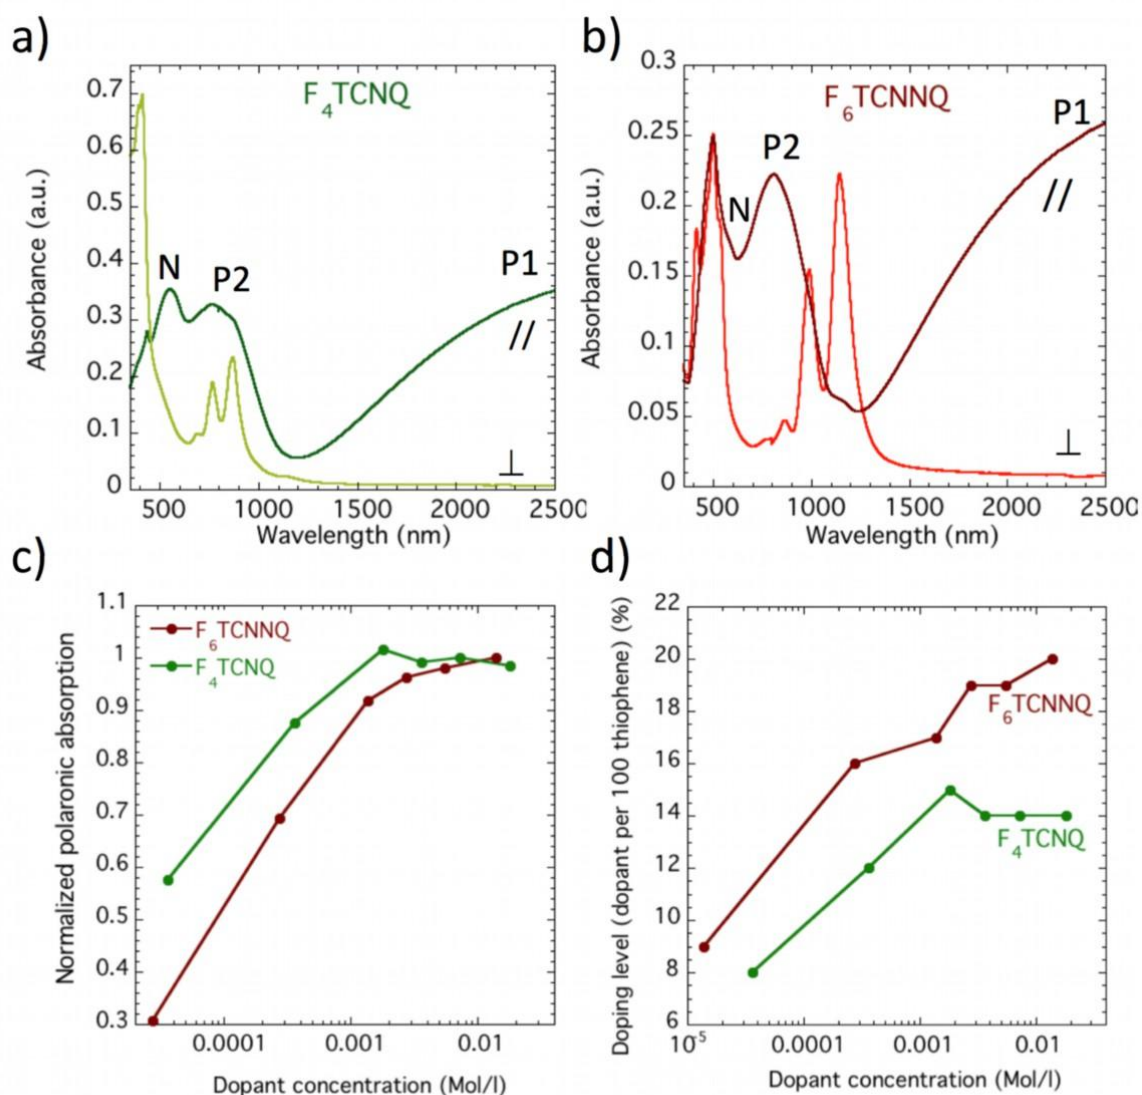 a)
F₄TCNQ
Absorbance (a.u.)
0.7
0.6
0.5
0.4
0.3
0.2
0.1
0
N
P2
P1
//
⊥
500 1000 1500 2000 2500
Wavelength (nm)
b)
F₆TCNNQ
Absorbance (a.u.)
0.3
0.25
0.2
0.15
0.1
0.05
0
N
P2
P1
//
⊥
500 1000 1500 2000 2500
Wavelength (nm)
c)
Normalized polaronic absorption
1.1
1
0.9
0.8
0.7
0.6
0.5
0.4
0.3
F₆TCNNQ
F₄TCNQ
0.0001 0.001 0.01
Dopant concentration (Mol/l)
d)
Doping level (dopant per 100 thiophene) (%)
22
20
18
16
14
12
10
8
6
F₆TCNNQ
F₄TCNQ
10⁻⁵ 0.0001 0.001 0.01
Dopant concentration (Mol/l)